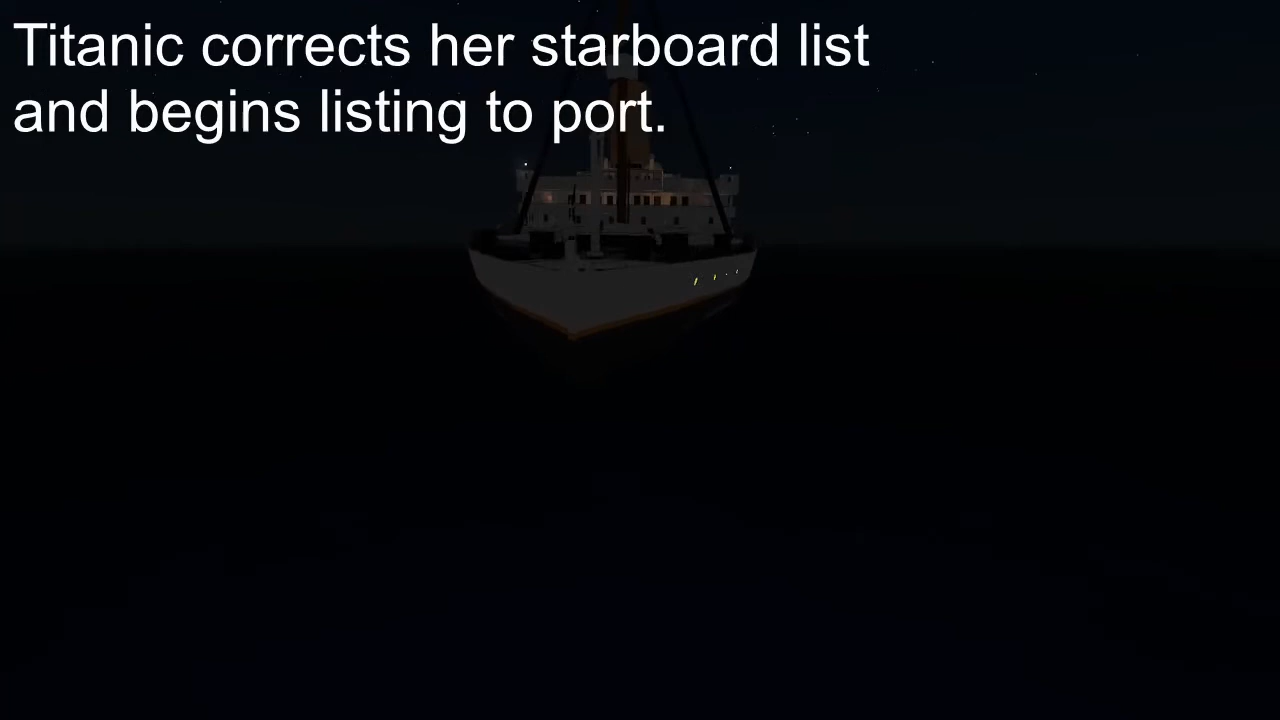 Titanic corrects her starboard list
and begins listing to port.